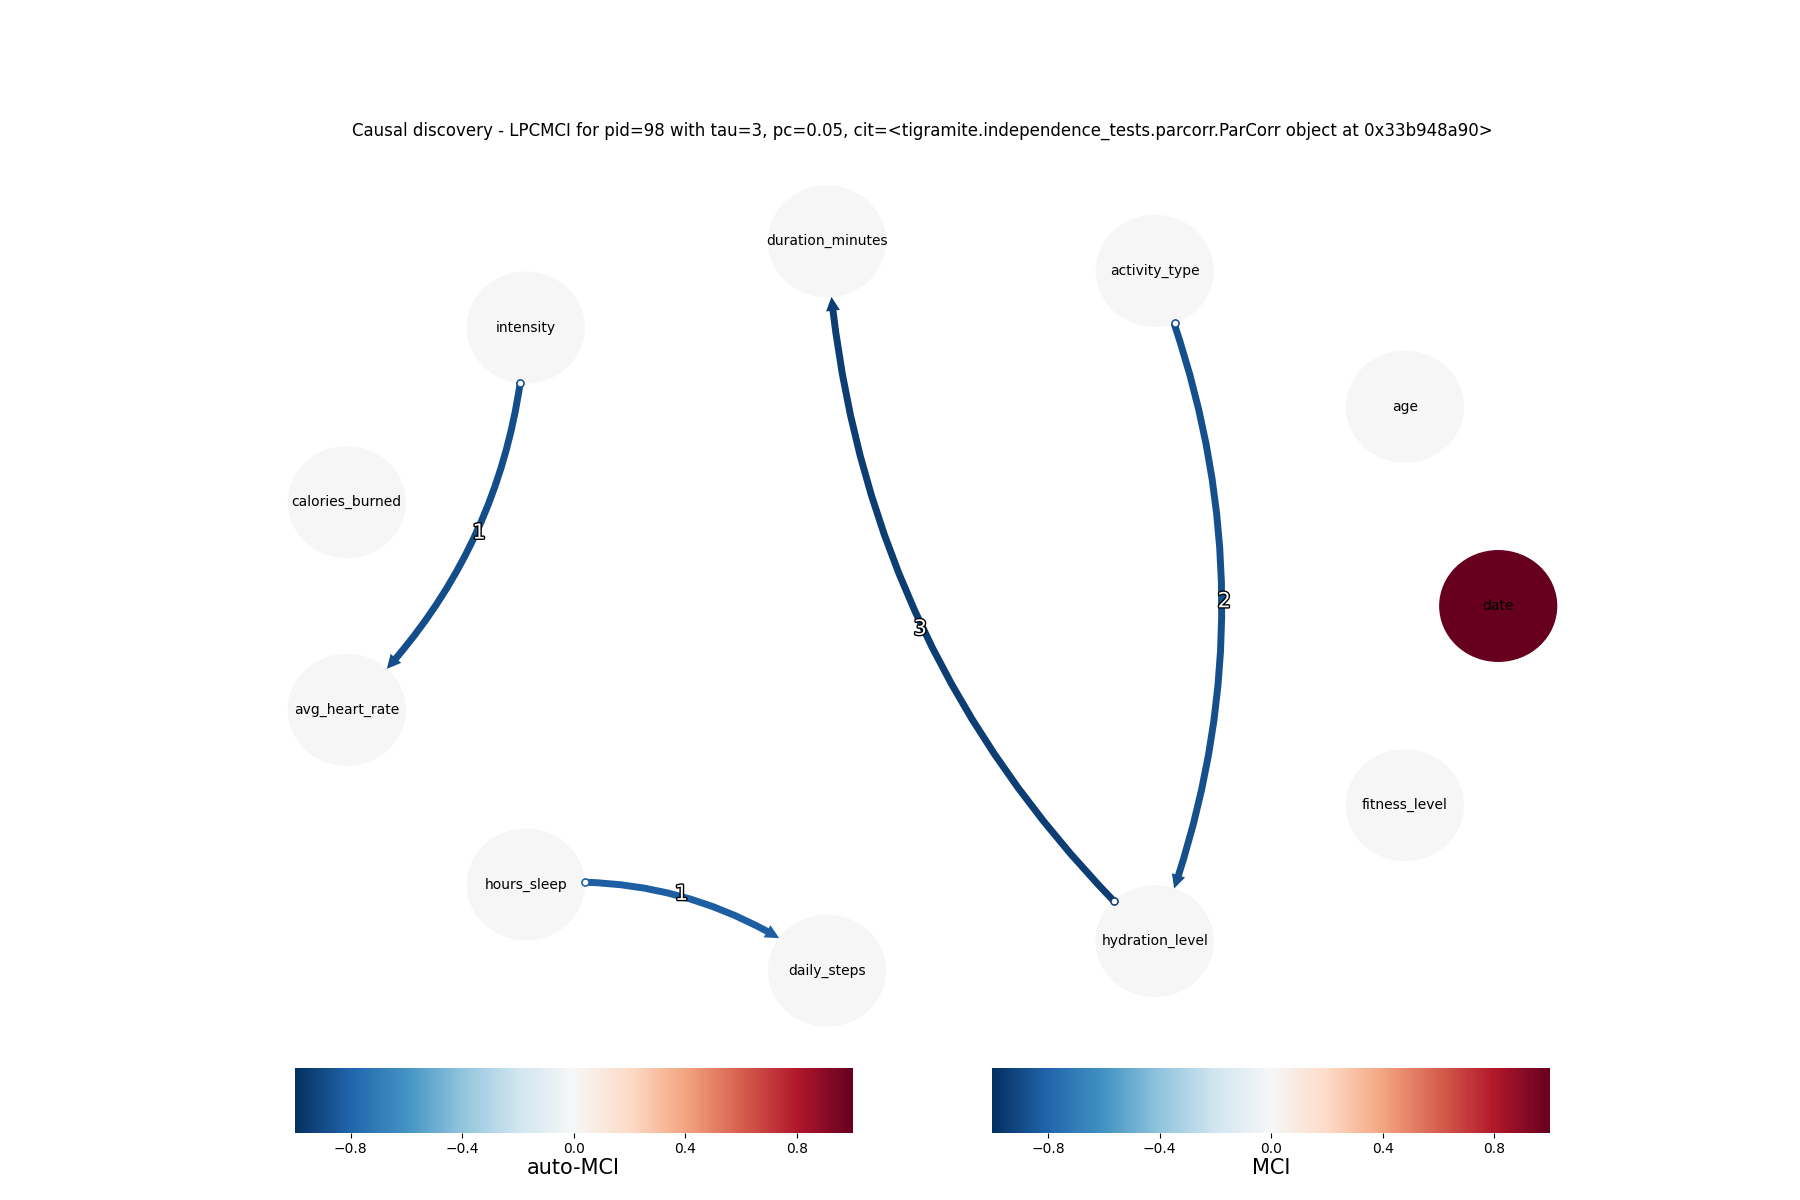 Causal discovery - LPCMCI for pid=98 with tau=3, pc=0.05, cit=<tigramite.independence_tests.parcorr.ParCorr object at 0x33b948a90>
duration_minutes
activity_type
intensity
age
calories_burned
1
2
date
3
avg_heart_rate
fitness_level
hours_sleep
1
hydration_level
daily_steps
−0.8 −0.4 0.0 0.4 0.8
auto-MCI
−0.8 −0.4 0.0 0.4 0.8
MCI